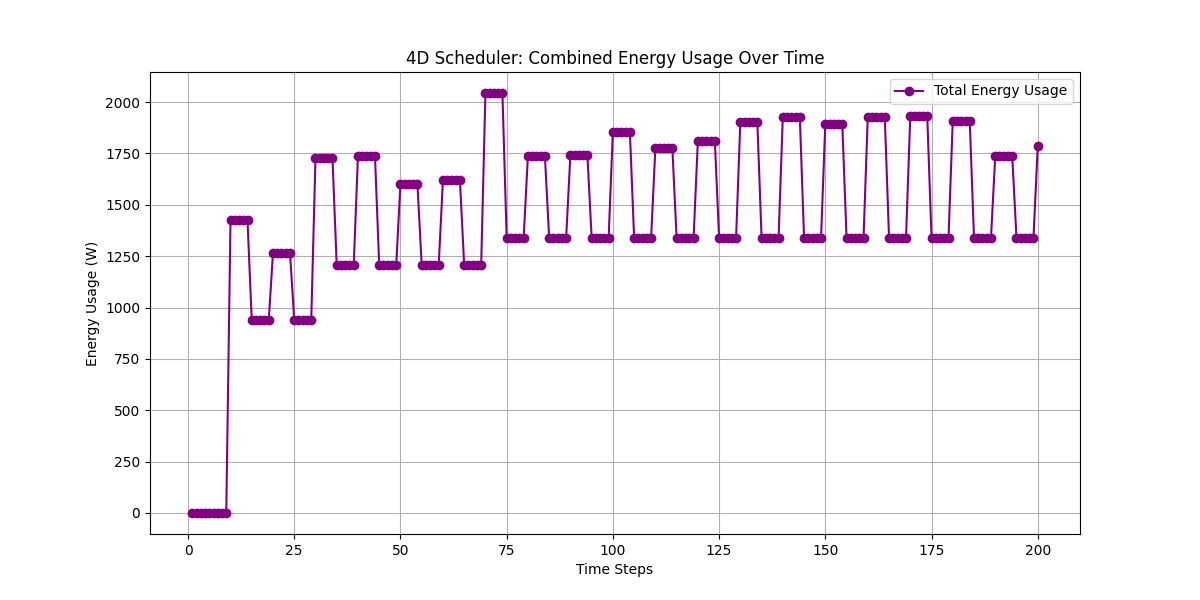 4D Scheduler: Combined Energy Usage Over Time
Total Energy Usage
Energy Usage (W)
2000
1750
1500
1250
1000
750
500
250
0
0 25 50 75 100 125 150 175 200
Time Steps